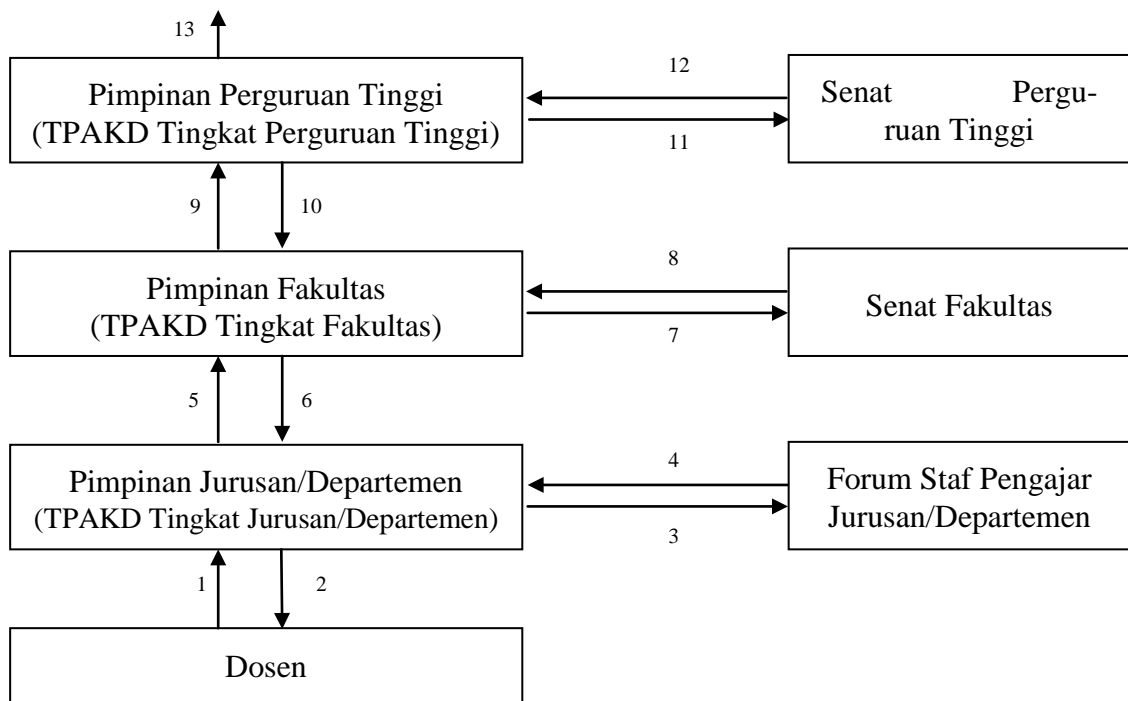 13
Pimpinan Perguruan Tinggi
(TPAKD Tingkat Perguruan Tinggi)
12
11
Senat Pergu-
ruan Tinggi
9
10
Pimpinan Fakultas
(TPAKD Tingkat Fakultas)
8
7
Senat Fakultas
5
6
Pimpinan Jurusan/Departemen
(TPAKD Tingkat Jurusan/Departemen)
4
3
Forum Staf Pengajar
Jurusan/Departemen
1
2
Dosen